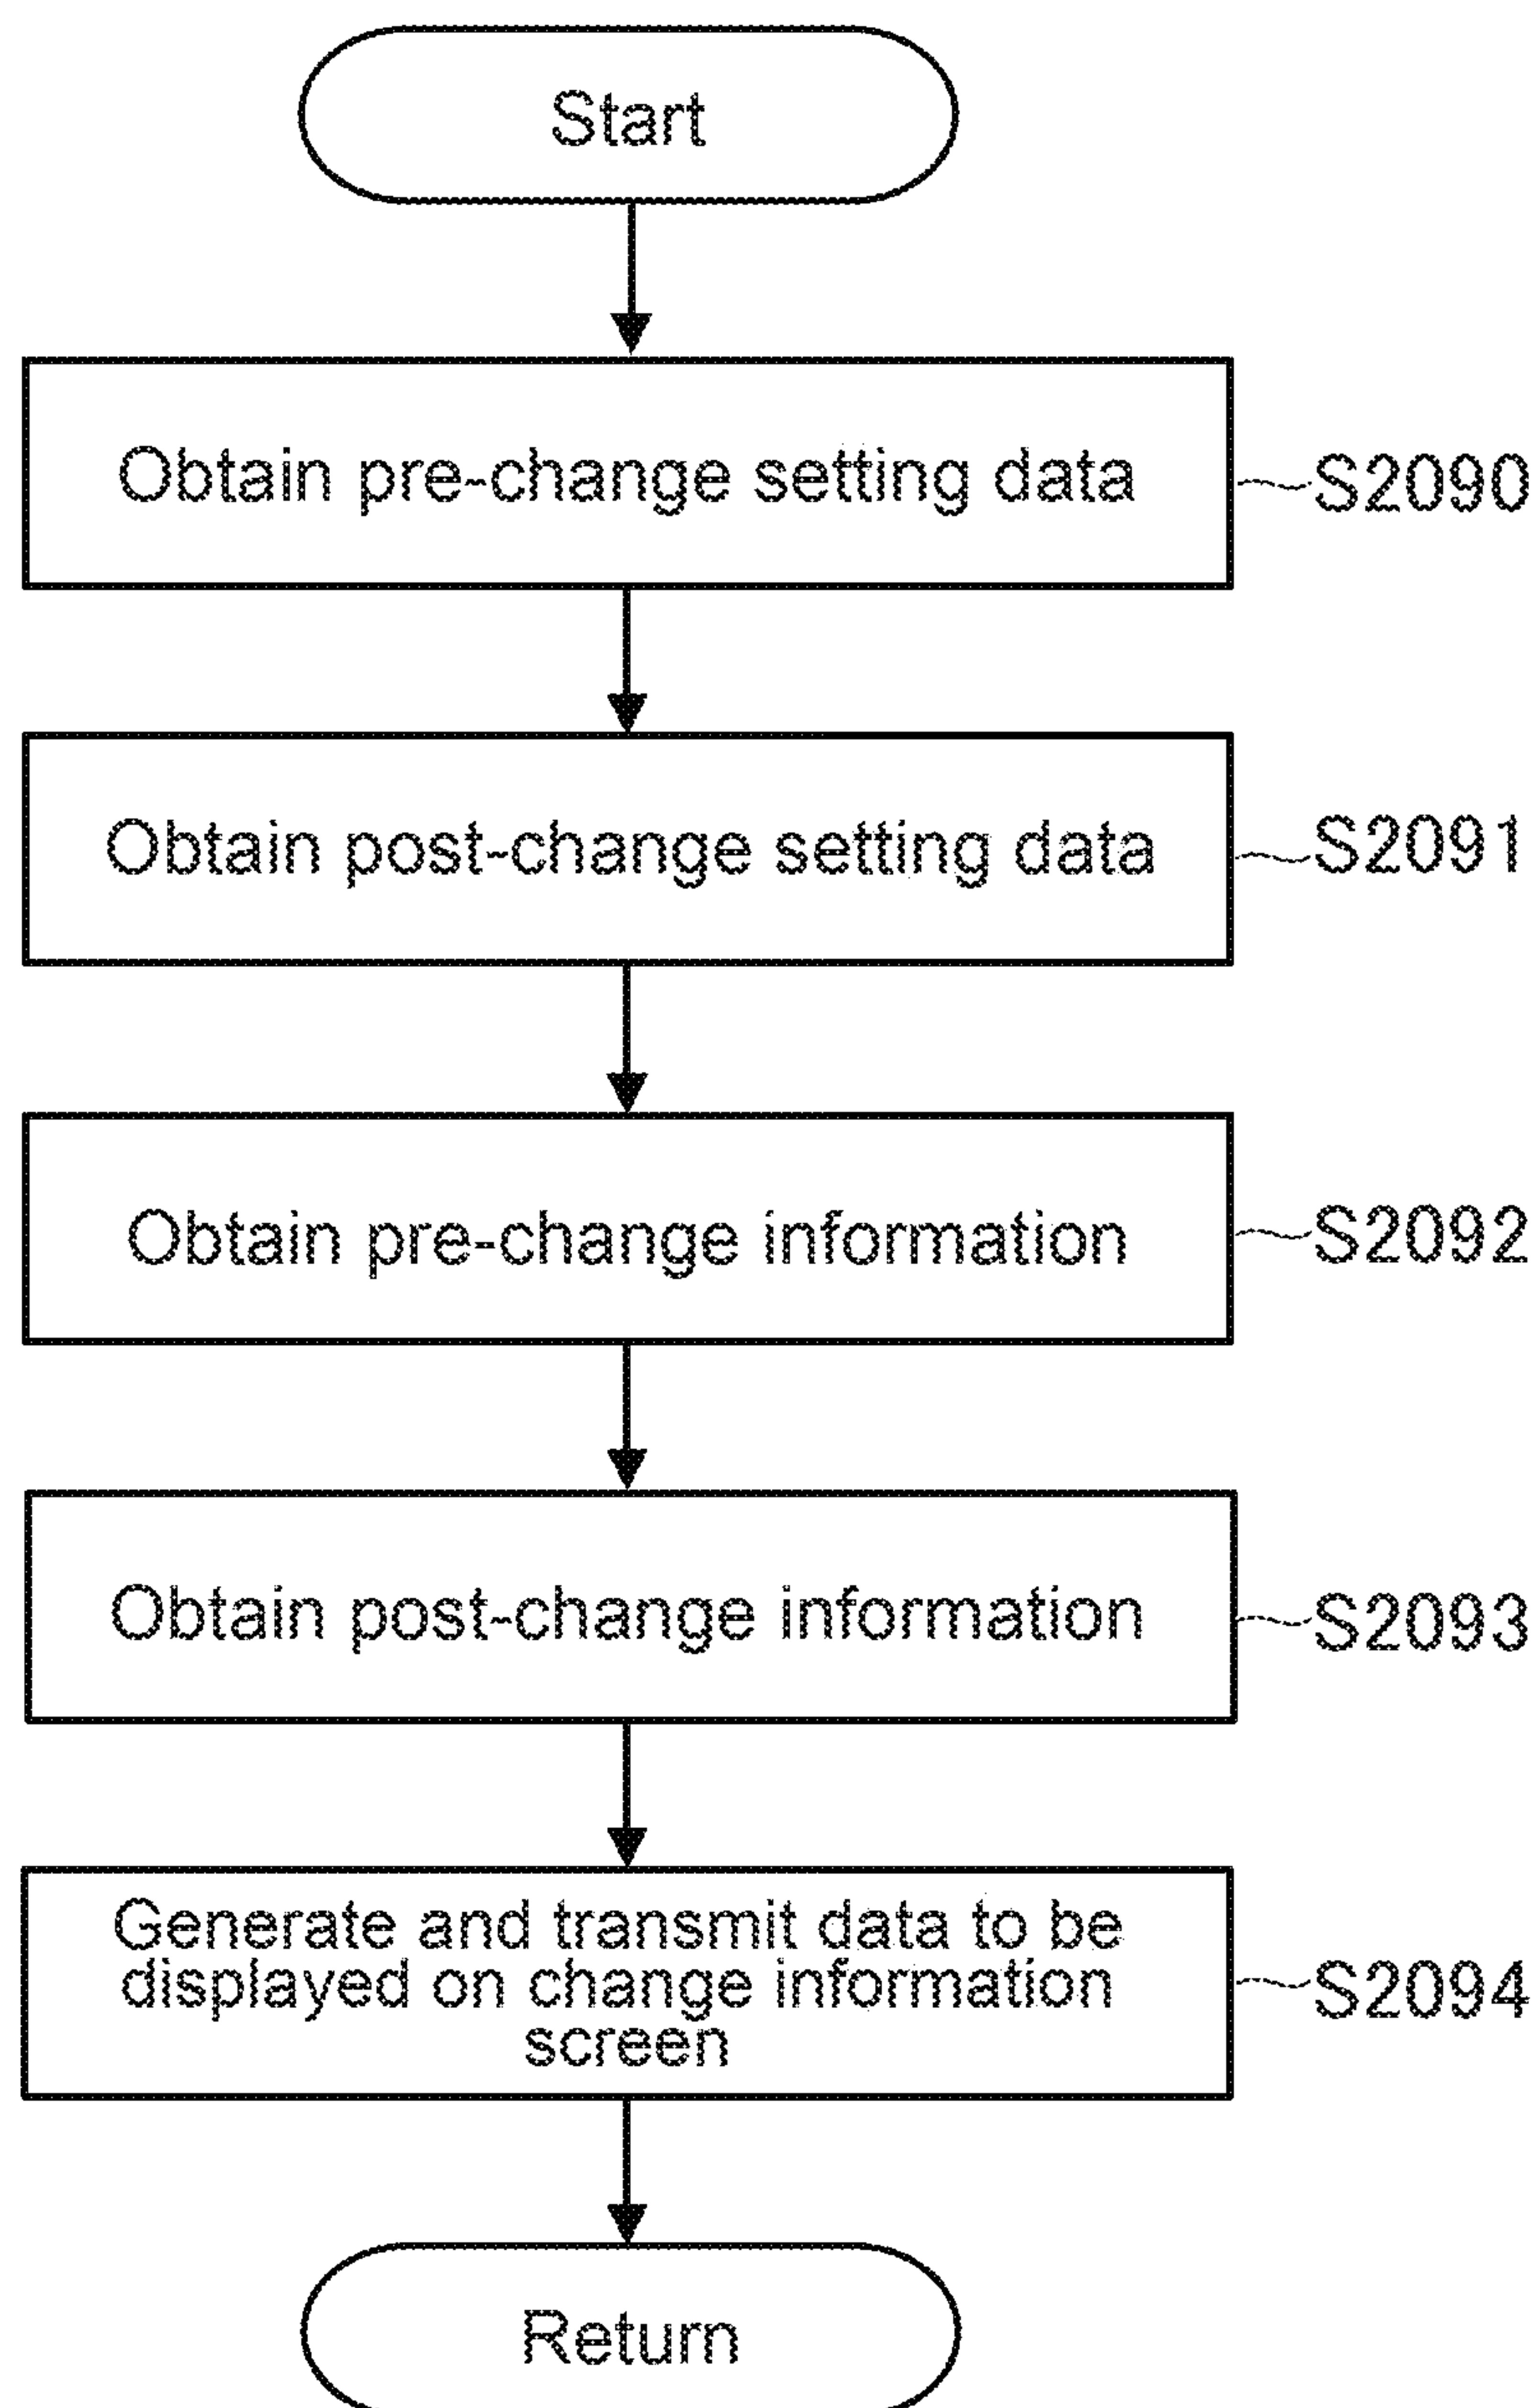 Start
Obtain pre-change setting data
S2090
Obtain post-change setting data
S2091
Obtain pre-change information
S2092
Obtain post-change information
S2093
Generate and transmit data to be
displayed on change information
screen
S2094
Return